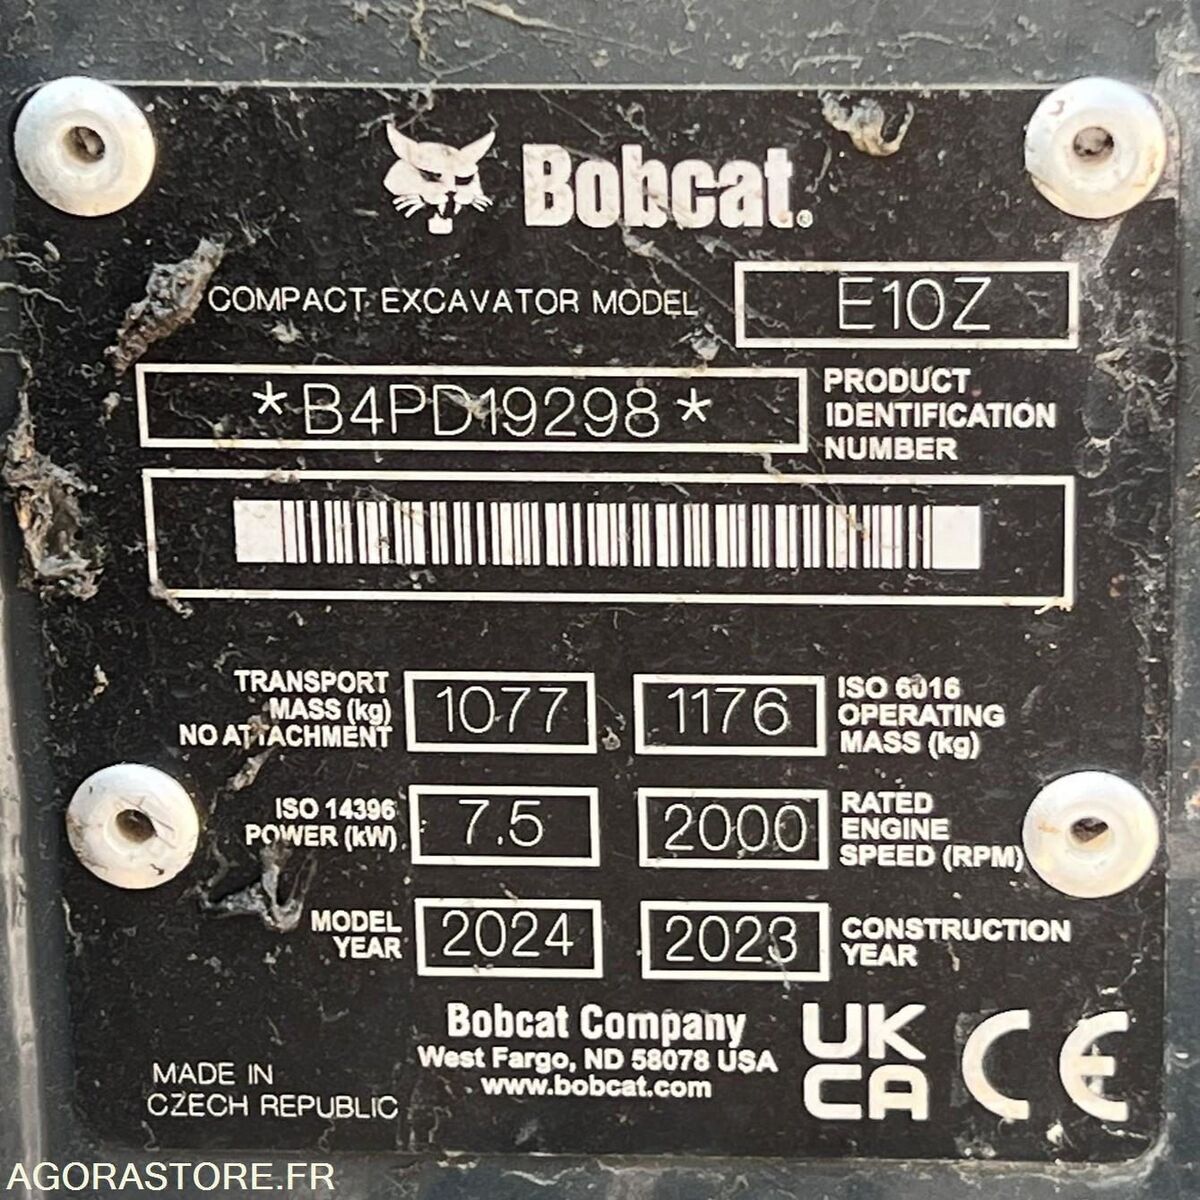 Bobcat®
COMPACT EXCAVATOR MODEL E10Z
*B4PD19298*
PRODUCT
IDENTIFICATION
NUMBER
TRANSPORT
MASS (kg)
NO ATTACHMENT
1077
1176
ISO 6016
OPERATING
MASS (kg)
ISO 14396
POWER (kW)
7.5
2000
RATED
ENGINE
SPEED (RPM)
MODEL
YEAR
2024
2023
CONSTRUCTION
YEAR
Bobcat Company
West Fargo, ND 58078 USA
www.bobcat.com
MADE IN
CZECH REPUBLIC
UK
CA
CE
AGORASTORE.FR